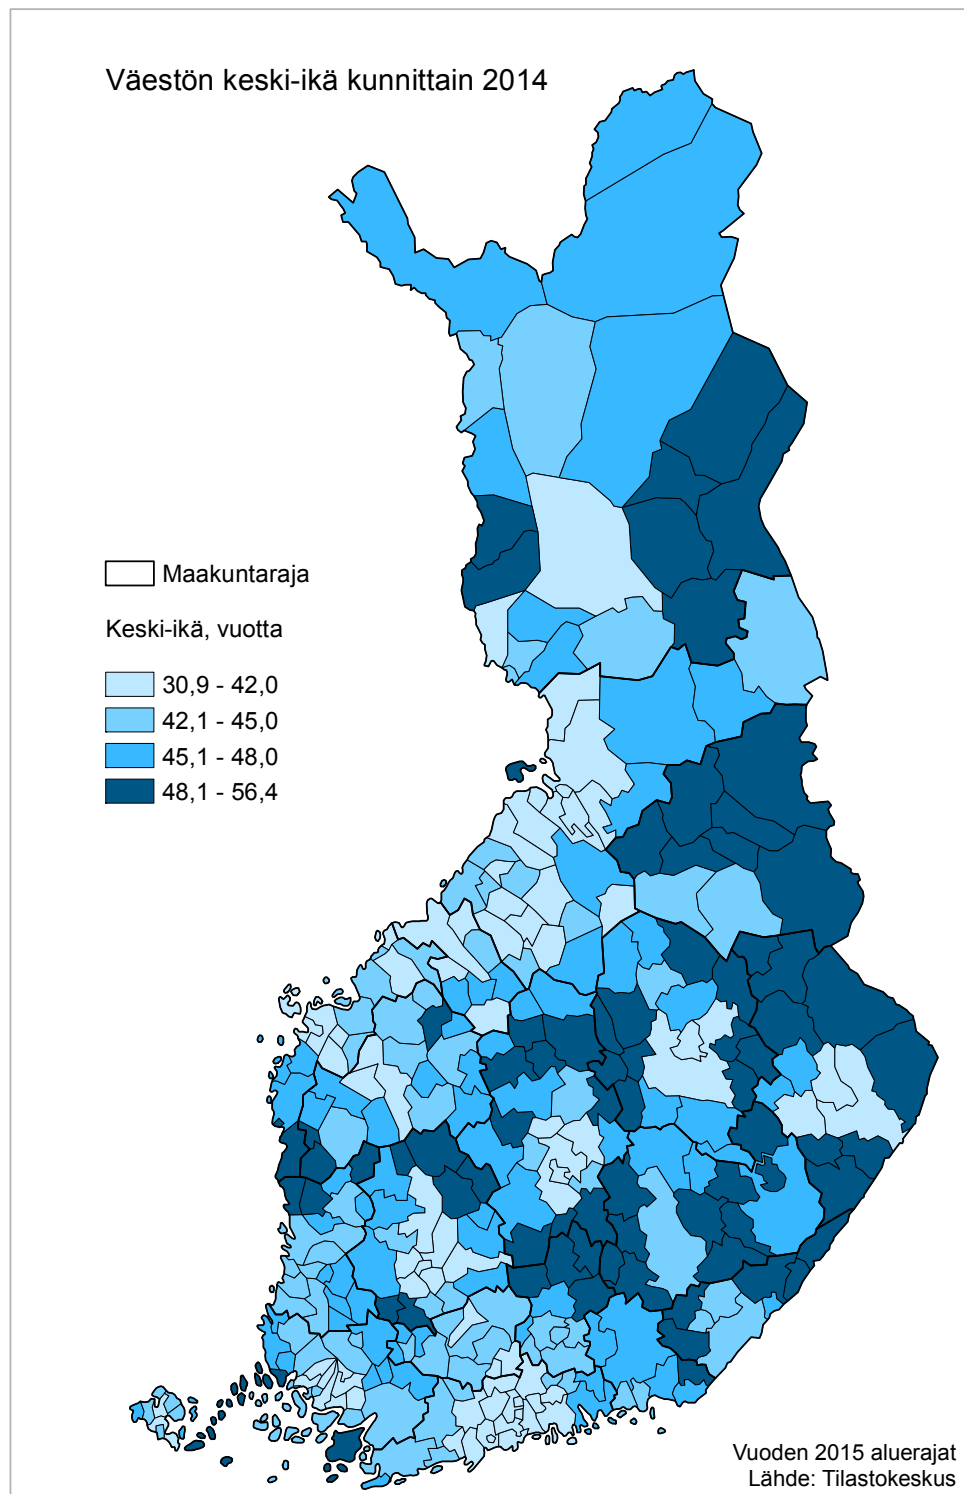 Väestön keski-ikä kunnittain 2014
Maakuntaraja
Keski-ikä, vuotta
30,9 - 42,0
42,1 - 45,0
45,1 - 48,0
48,1 - 56,4
Vuoden 2015 aluerajat
Lähde: Tilastokeskus